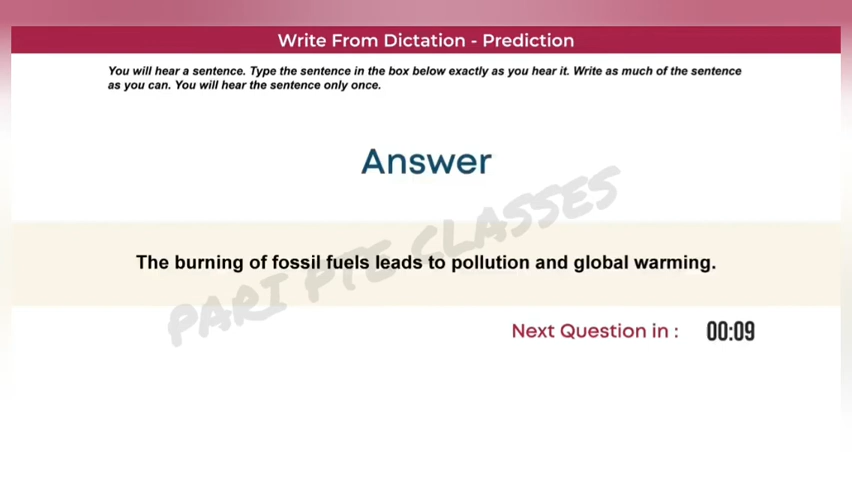 Write From Dictation - Prediction
You will hear a sentence. Type the sentence in the box below exactly as you hear it. Write as much of the sentence
as you can. You will hear the sentence only once.
Answer
PARI PTE CLASSES
The burning of fossil fuels leads to pollution and global warming.
Next Question in : 00:09